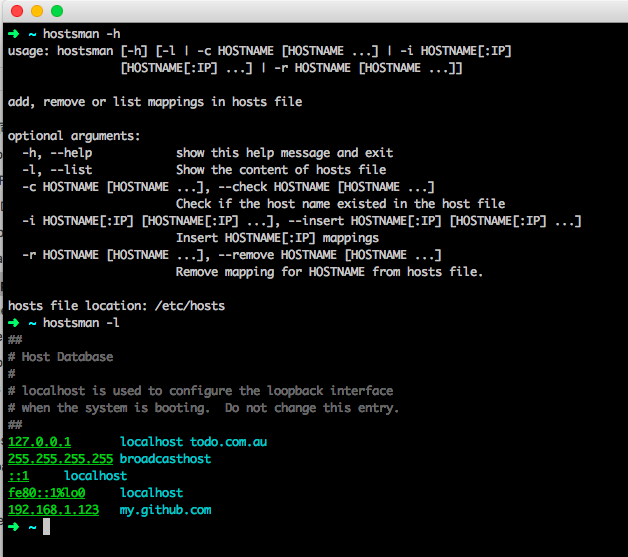 ➜ ~ hostsman -h
usage: hostsman [-h] [-l | -c HOSTNAME [HOSTNAME ...] | -i HOSTNAME[:IP]
[HOSTNAME[:IP] ...] | -r HOSTNAME [HOSTNAME ...]]
add, remove or list mappings in hosts file
optional arguments:
-h, --help show this help message and exit
-l, --list Show the content of hosts file
-c HOSTNAME [HOSTNAME ...], --check HOSTNAME [HOSTNAME ...]
Check if the host name existed in the host file
-i HOSTNAME[:IP] [HOSTNAME[:IP] ...], --insert HOSTNAME[:IP] [HOSTNAME[:IP] ...]
Insert HOSTNAME[:IP] mappings
-r HOSTNAME [HOSTNAME ...], --remove HOSTNAME [HOSTNAME ...]
Remove mapping for HOSTNAME from hosts file.
hosts file location: /etc/hosts
➜ ~ hostsman -l
##
# Host Database
#
# localhost is used to configure the loopback interface
# when the system is booting.  Do not change this entry.
##
127.0.0.1 localhost todo.com.au
255.255.255.255 broadcasthost
::1 localhost
fe80::1%lo0 localhost
192.168.1.123 my.github.com
➜ ~